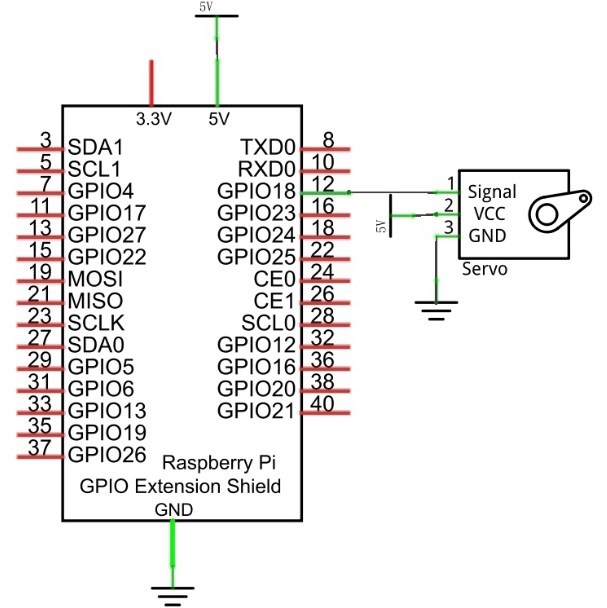 5V
3.3V 5V
3 SDA1 TXD0 8
5 SCL1 RXD0 10
7 GPIO4 GPIO18 12
11 GPIO17 GPIO23 16
13 GPIO27 GPIO24 18
15 GPIO22 GPIO25 22
19 MOSI CE0 24
21 MISO CE1 26
23 SCLK SCL0 28
27 SDA0 GPIO12 32
29 GPIO5 GPIO16 36
31 GPIO6 GPIO20 38
33 GPIO13 GPIO21 40
35 GPIO19
37 GPIO26
Raspberry Pi
GPIO Extension Shield
GND
5V
1 Signal
2 VCC
3 GND
Servo